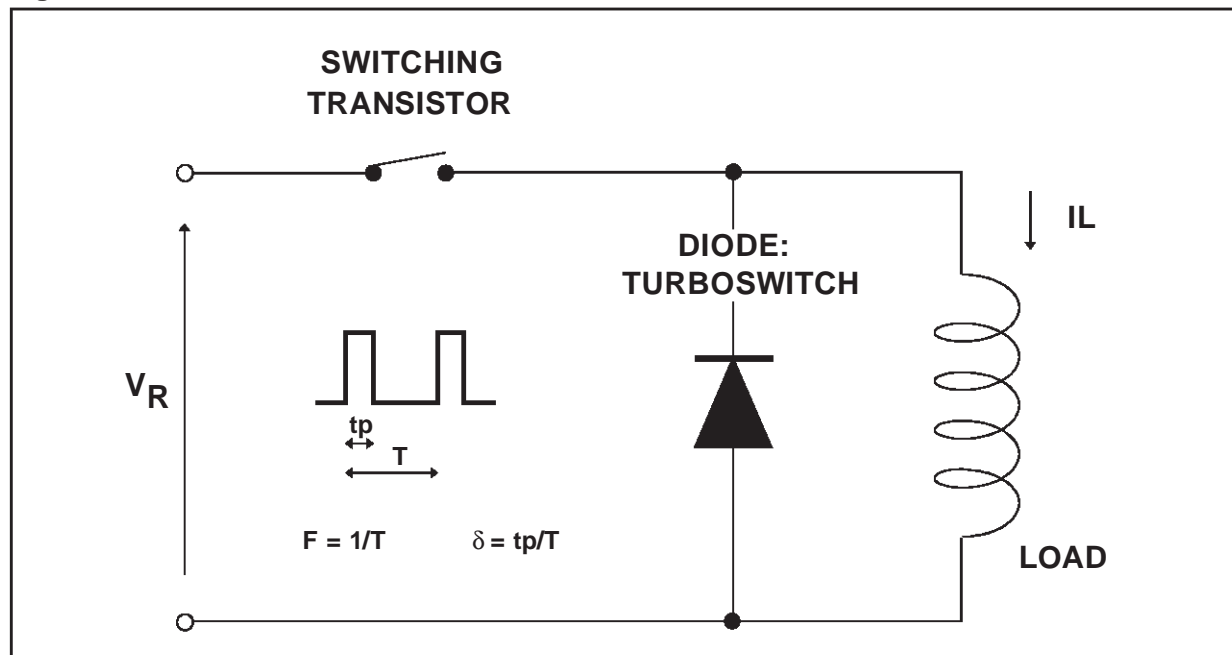 SWITCHING
TRANSISTOR
IL
DIODE:
TURBOSWITCH
VR
tp
T
F = 1/T
δ = tp/T
LOAD